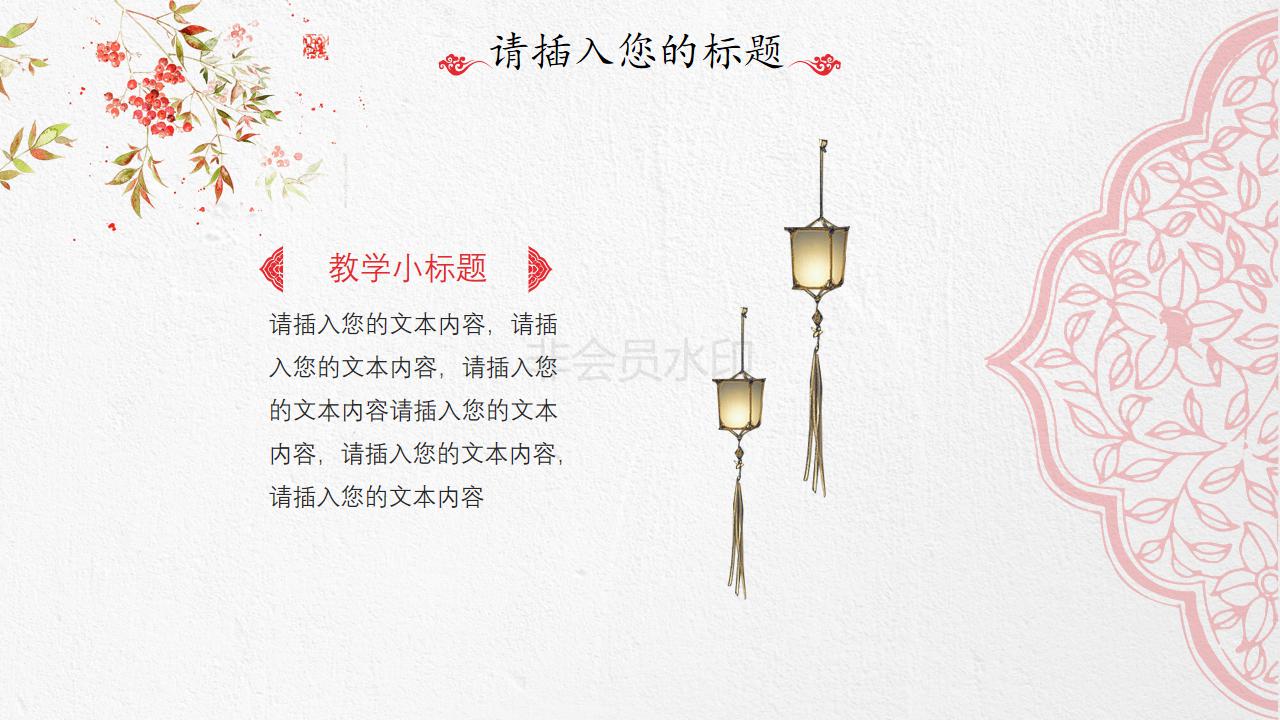 请插入您的标题
教学小标题
请插入您的文本内容，请插
入您的文本内容，请插入您
的文本内容请插入您的文本
内容，请插入您的文本内容，
请插入您的文本内容
非会员水印